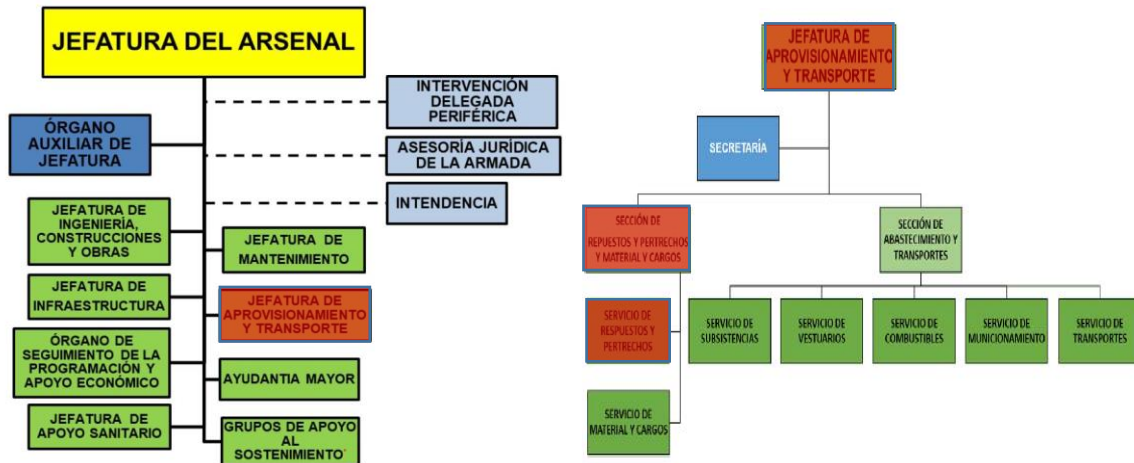 JEFATURA DEL ARSENAL
INTERVENCIÓN
DELEGADA
PERIFÉRICA
ÓRGANO
AUXILIAR DE
JEFATURA
ASESORÍA JURÍDICA
DE LA ARMADA
INTENDENCIA
JEFATURA DE
INGENIERÍA,
CONSTRUCCIONES
Y OBRAS
JEFATURA DE
MANTENIMIENTO
JEFATURA DE
INFRAESTRUCTURA
JEFATURA DE
APROVISIONAMIENTO
Y TRANSPORTE
ÓRGANO DE
SEGUIMIENTO DE LA
PROGRAMACIÓN Y
APOYO ECONÓMICO
AYUDANTIA MAYOR
JEFATURA DE
APOYO SANITARIO
GRUPOS DE APOYO
AL
SOSTENIMIENTO
JEFATURA DE
APROVISIONAMIENTO
Y TRANSPORTE
SECRETARÍA
SECCIÓN DE
REPUESTOS Y PERTRECHOS
Y MATERIAL Y CARGOS
SECCIÓN DE
ABASTECIMIENTO Y
TRANSPORTES
SERVICIO DE
RESPUESTOS Y
PERTRECHOS
SERVICIO DE
SUBSISTENCIAS
SERVICIO DE
VESTUARIOS
SERVICIO DE
COMBUSTIBLES
SERVICIO DE
MUNICIONAMIENTO
SERVICIO DE
TRANSPORTES
SERVICIO DE
MATERIAL Y CARGOS